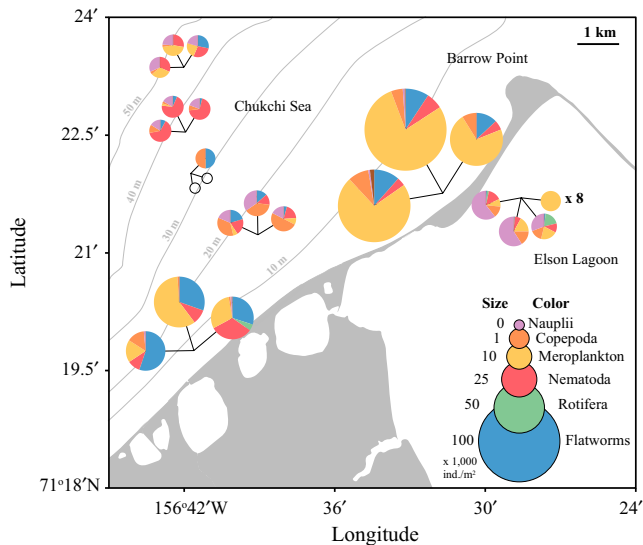 24′
1 km
Barrow Point
50 m
Chukchi Sea
22.5′
40 m
x 8
30 m
20 m
Latitude
21′
10 m
Elson Lagoon
Size Color
0 Nauplii
1 Copepoda
10 Meroplankton
19.5′
25 Nematoda
50 Rotifera
100 Flatworms
x 1,000
ind./m²
71°18′N
156°42′W 36′ 30′ 24′
Longitude